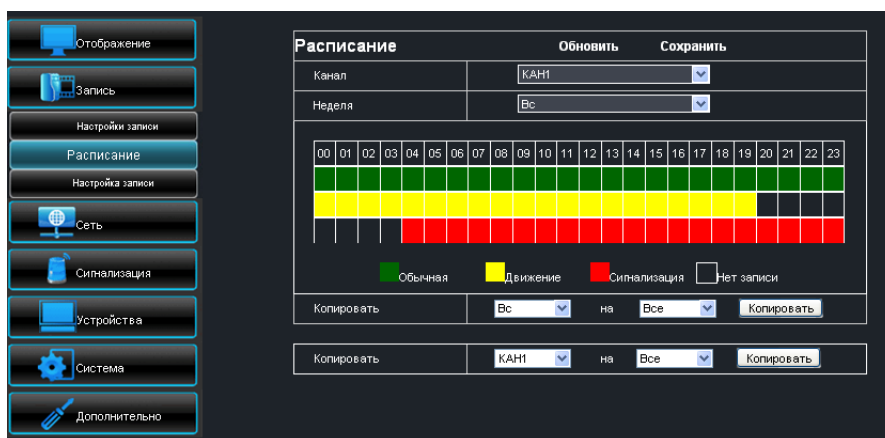 Отображение
Запись
Настройки записи
Расписание
Настройка записи
Сеть
Сигнализация
Устройства
Система
Дополнительно
Расписание Обновить Сохранить
Канал КАН1
Неделя Вс
00 01 02 03 04 05 06 07 08 09 10 11 12 13 14 15 16 17 18 19 20 21 22 23
Обычная Движение Сигнализация Нет записи
Копировать Вс на Все Копировать
Копировать КАН1 на Все Копировать